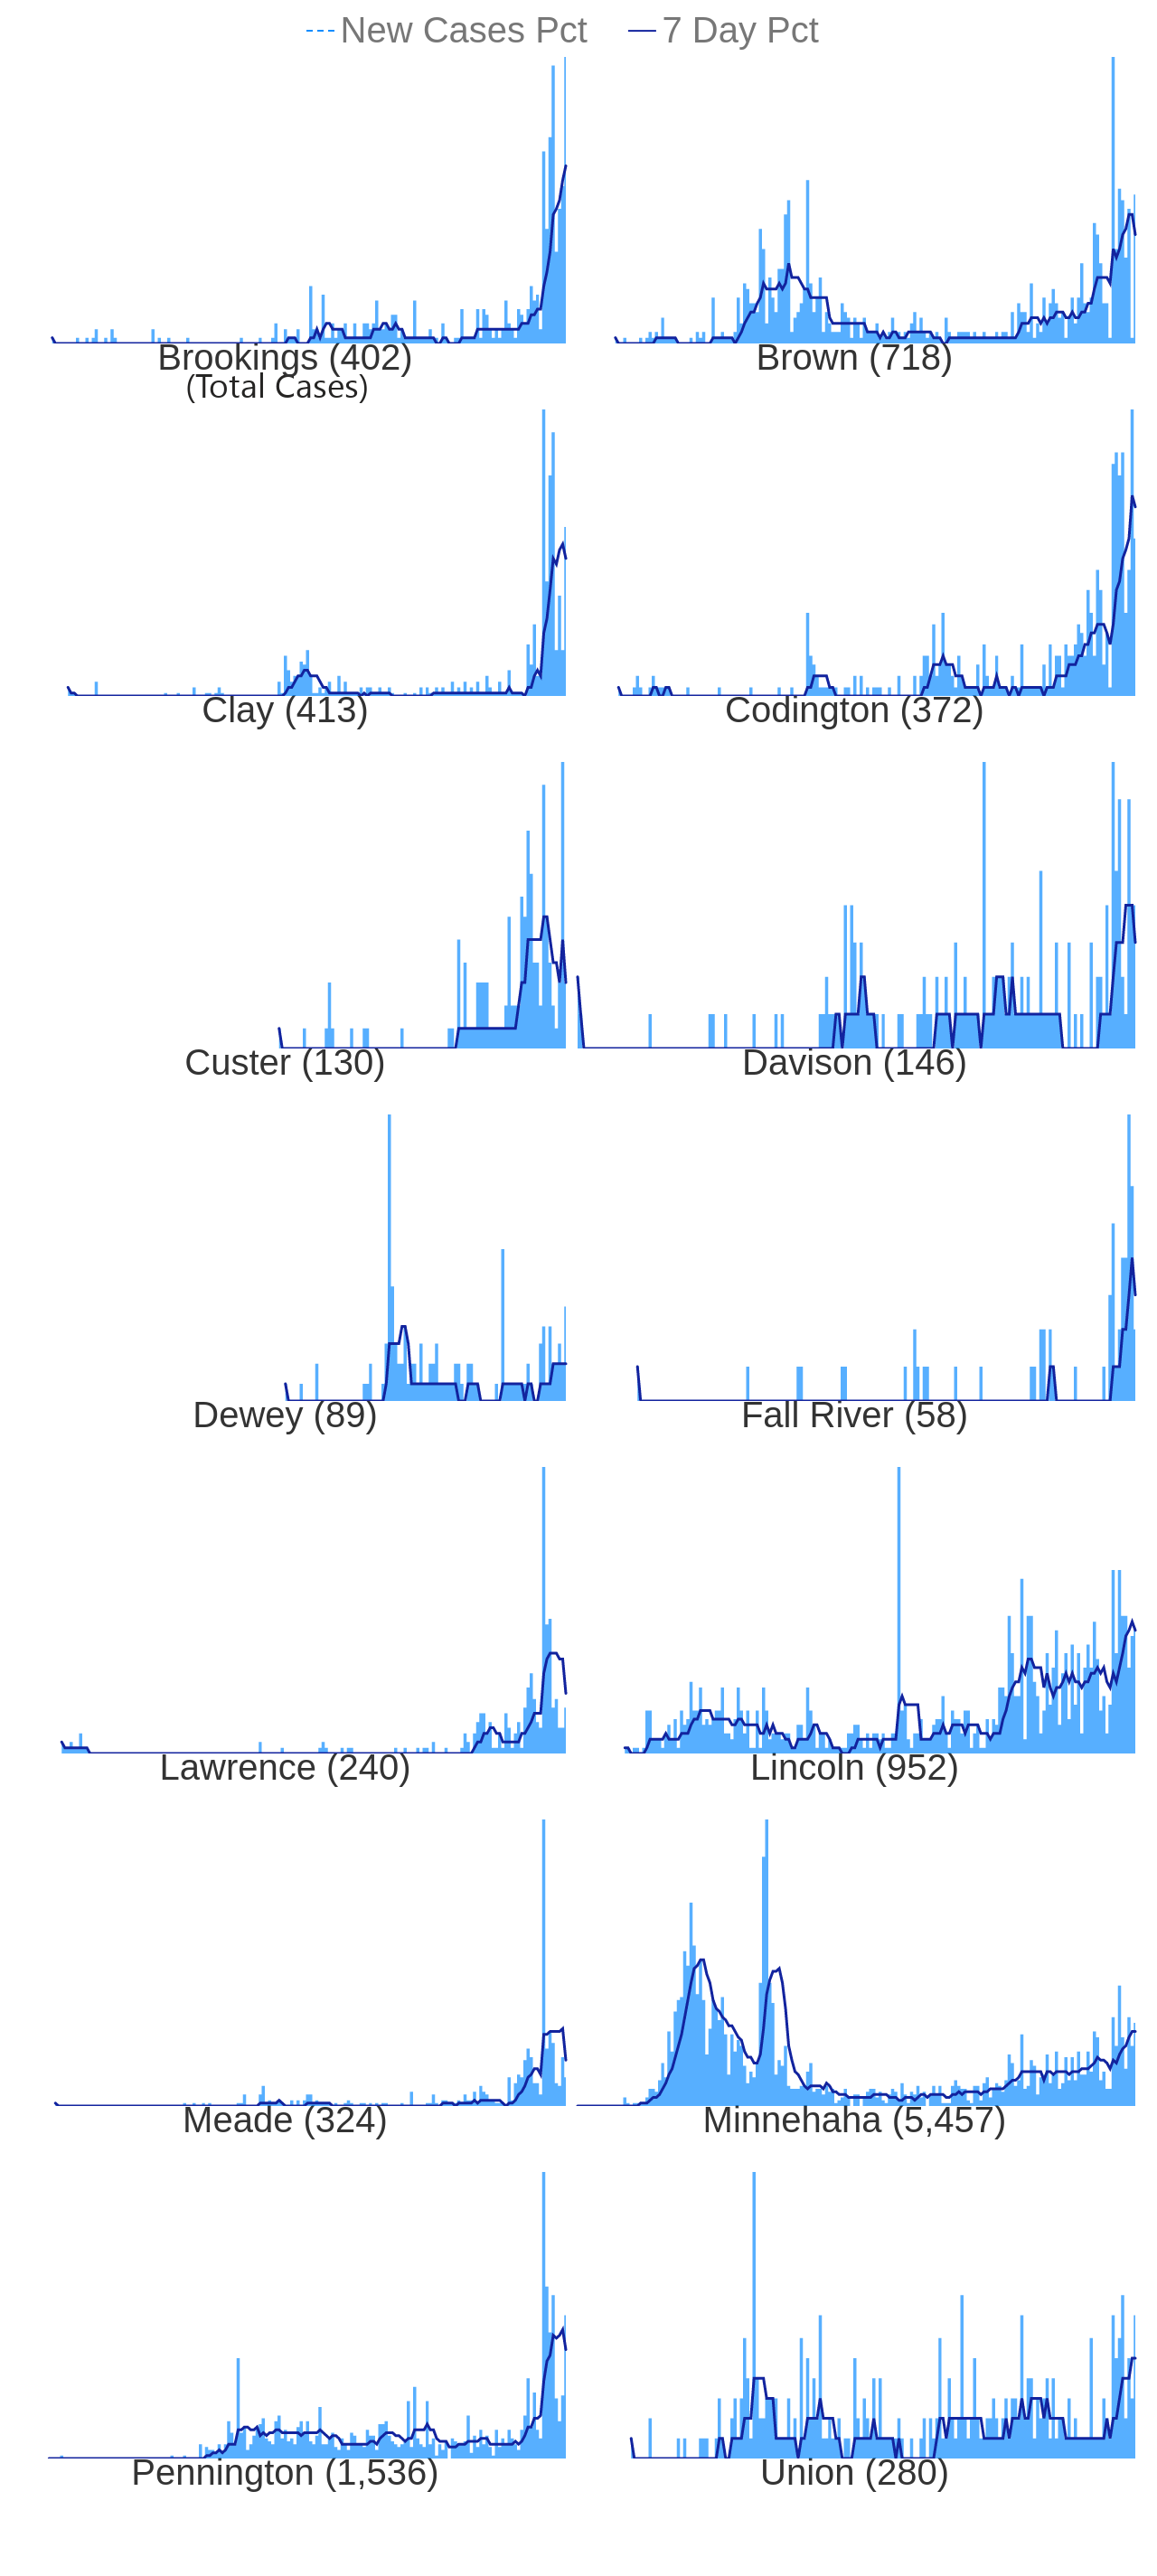 New Cases Pct 7 Day Pct
Brookings (402) Brown (718)
(Total Cases)
Clay (413) Codington (372)
Custer (130) Davison (146)
Dewey (89) Fall River (58)
Lawrence (240) Lincoln (952)
Meade (324) Minnehaha (5,457)
Pennington (1,536) Union (280)